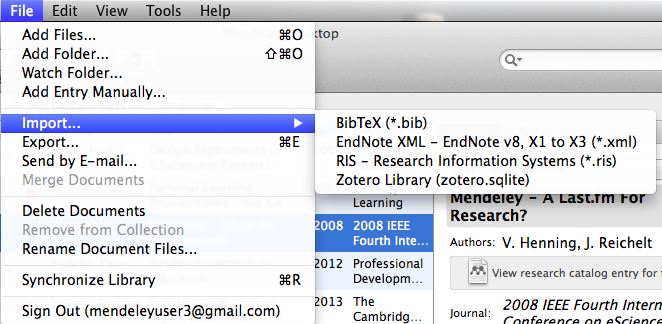 File Edit View Tools Help
Add Files... ⌘O
Add Folder... ⇧⌘O
Watch Folder...
Add Entry Manually...
Import...
BibTeX (*.bib)
EndNote XML - EndNote v8, X1 to X3 (*.xml)
RIS - Research Information Systems (*.ris)
Zotero Library (zotero.sqlite)
Export... ⌘E
Send by E-mail...
Merge Documents
Delete Documents
Remove from Collection
Rename Document Files...
Synchronize Library ⌘R
Sign Out (mendeleyuser3@gmail.com)
Learning
2008 2008 IEEE
Fourth Inte...
2012 Professional
Developm...
2013 The
Cambridg...
Mendeley - A Last.fm For
Research?
Authors: V. Henning, J. Reichelt
View research catalog entry for t
Journal: 2008 IEEE Fourth Intern
Conference on eScience